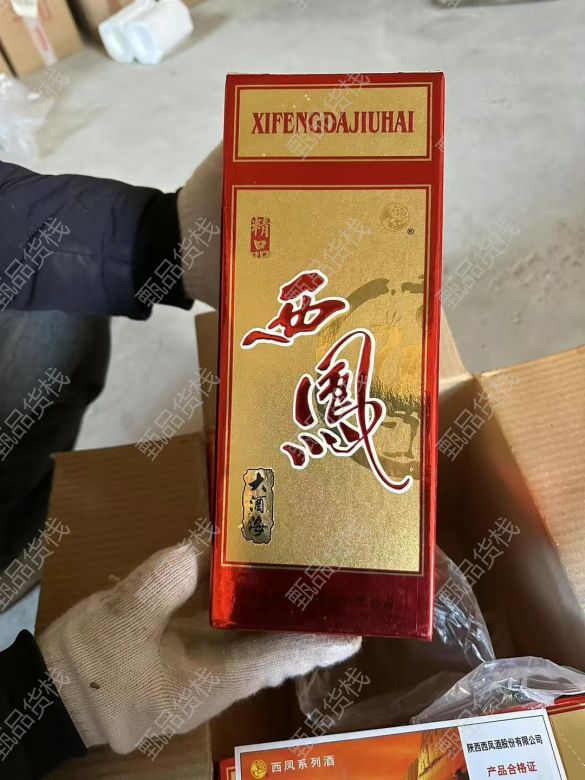 XIFENGDAJIUHAI
精品
®
西鳳
大酒海
西凤系列酒
陕西西凤酒股份有限公司
产品合格证
甄品货栈